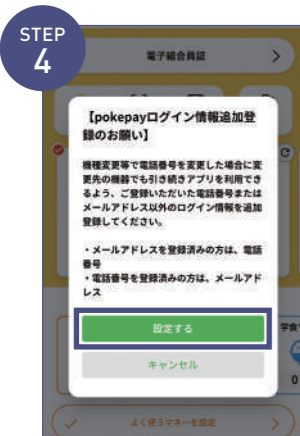 STEP
4
電子組合員証
【pokepayログイン情報追加登
録のお願い】
機種変更等で電話番号を変更した場合に変
更先の機器でも引き続きアプリを利用でき
るよう、ご登録いただいた電話番号または
メールアドレス以外のログイン情報を追加
登録してください。
・メールアドレスを登録済みの方は、電話
番号
・電話番号を登録済みの方は、メールアド
レス
設定する
キャンセル
学食
0
よく使うマネーを設定